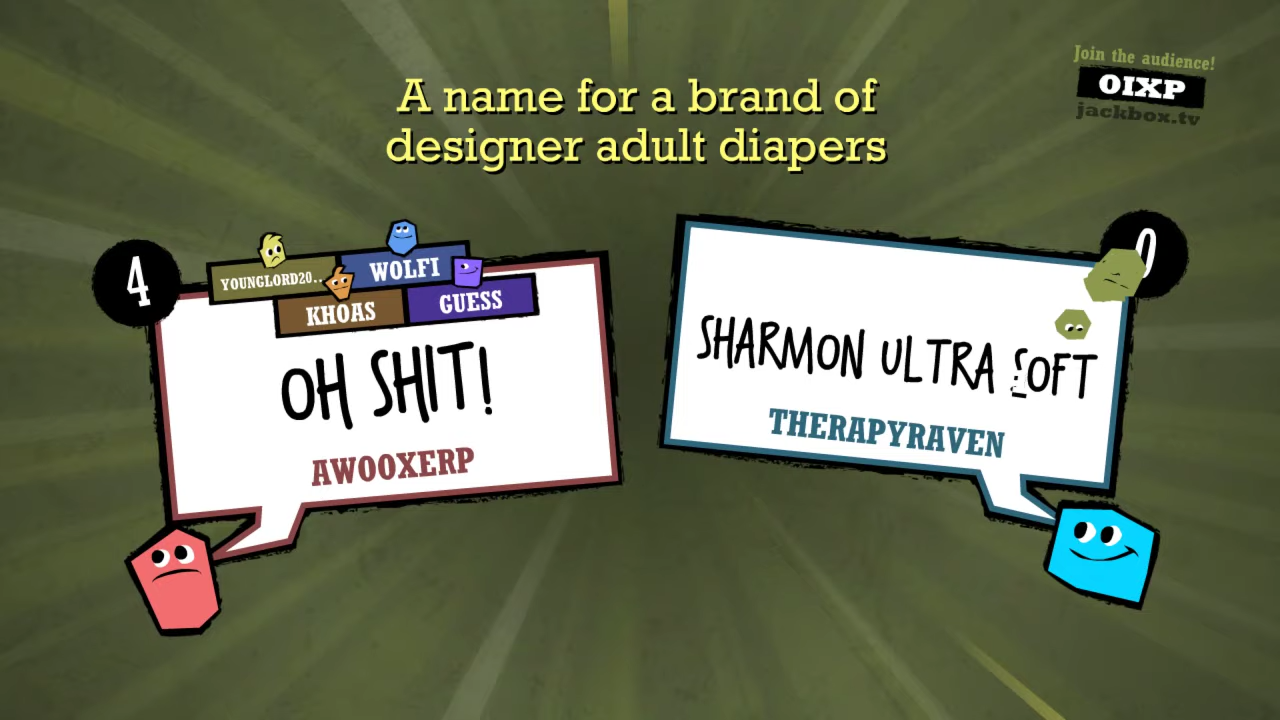 Join the audience!
OIXP
jackbox.tv
A name for a brand of
designer adult diapers
4
YOUNGLORD20..
WOLFI
KHOAS
GUESS
OH SHIT!
AWOOXERP
0
SHARMON ULTRA SOFT
THERAPYRAVEN